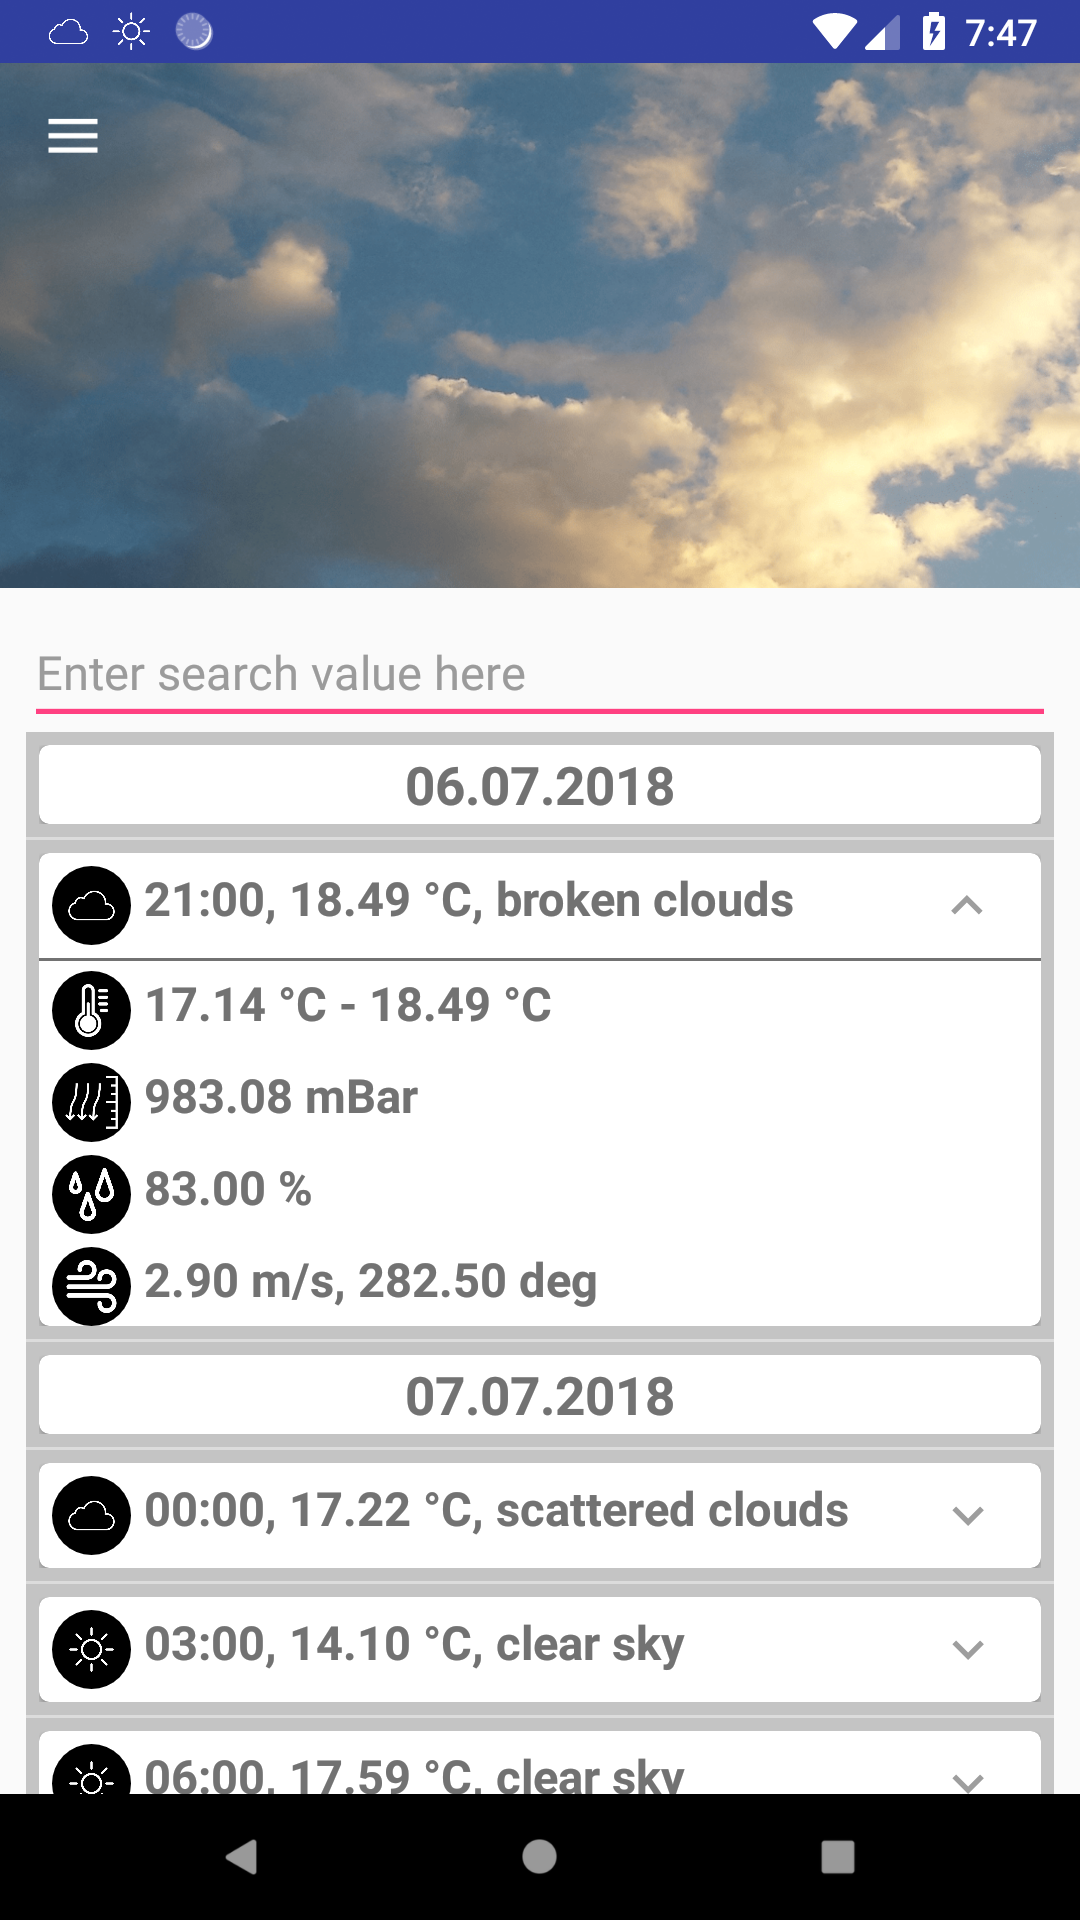 7:47
Enter search value here
06.07.2018
21:00, 18.49 °C, broken clouds
17.14 °C - 18.49 °C
983.08 mBar
83.00 %
2.90 m/s, 282.50 deg
07.07.2018
00:00, 17.22 °C, scattered clouds
03:00, 14.10 °C, clear sky
06:00, 17.59 °C, clear sky